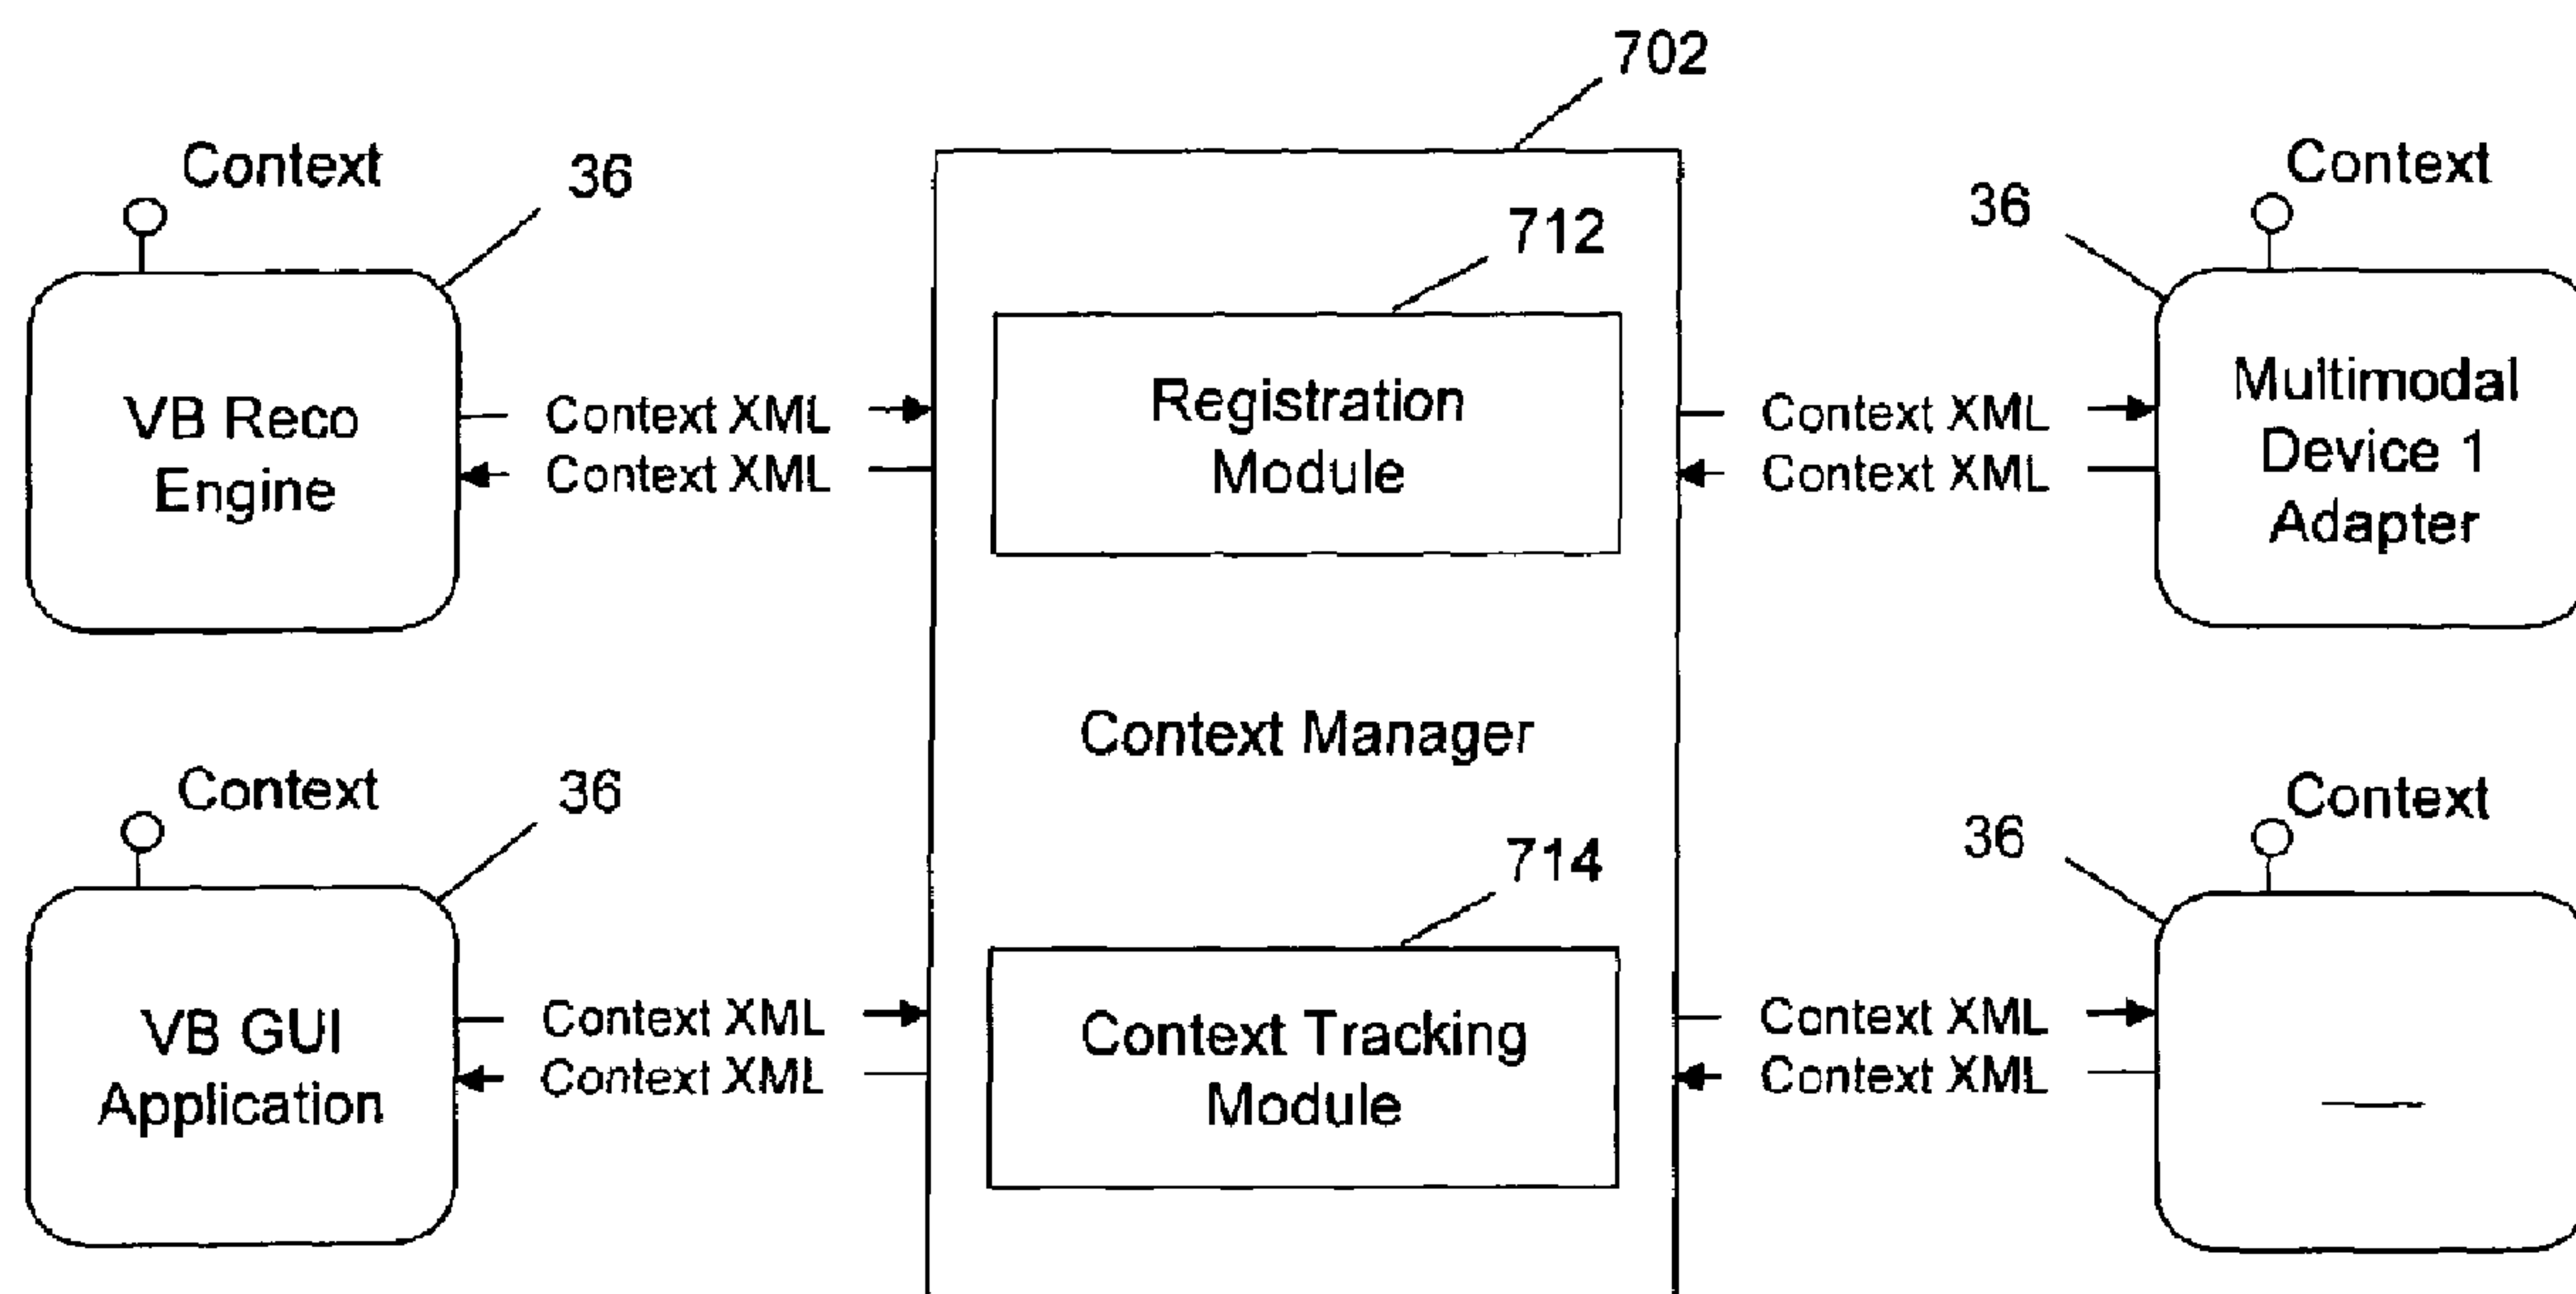 702
Context
36
712
36
Context
VB Reco
Engine
Context XML
Context XML
Registration
Module
Context XML
Context XML
Multimodal
Device 1
Adapter
Context Manager
Context
36
714
36
Context
VB GUI
Application
Context XML
Context XML
Context Tracking
Module
Context XML
Context XML